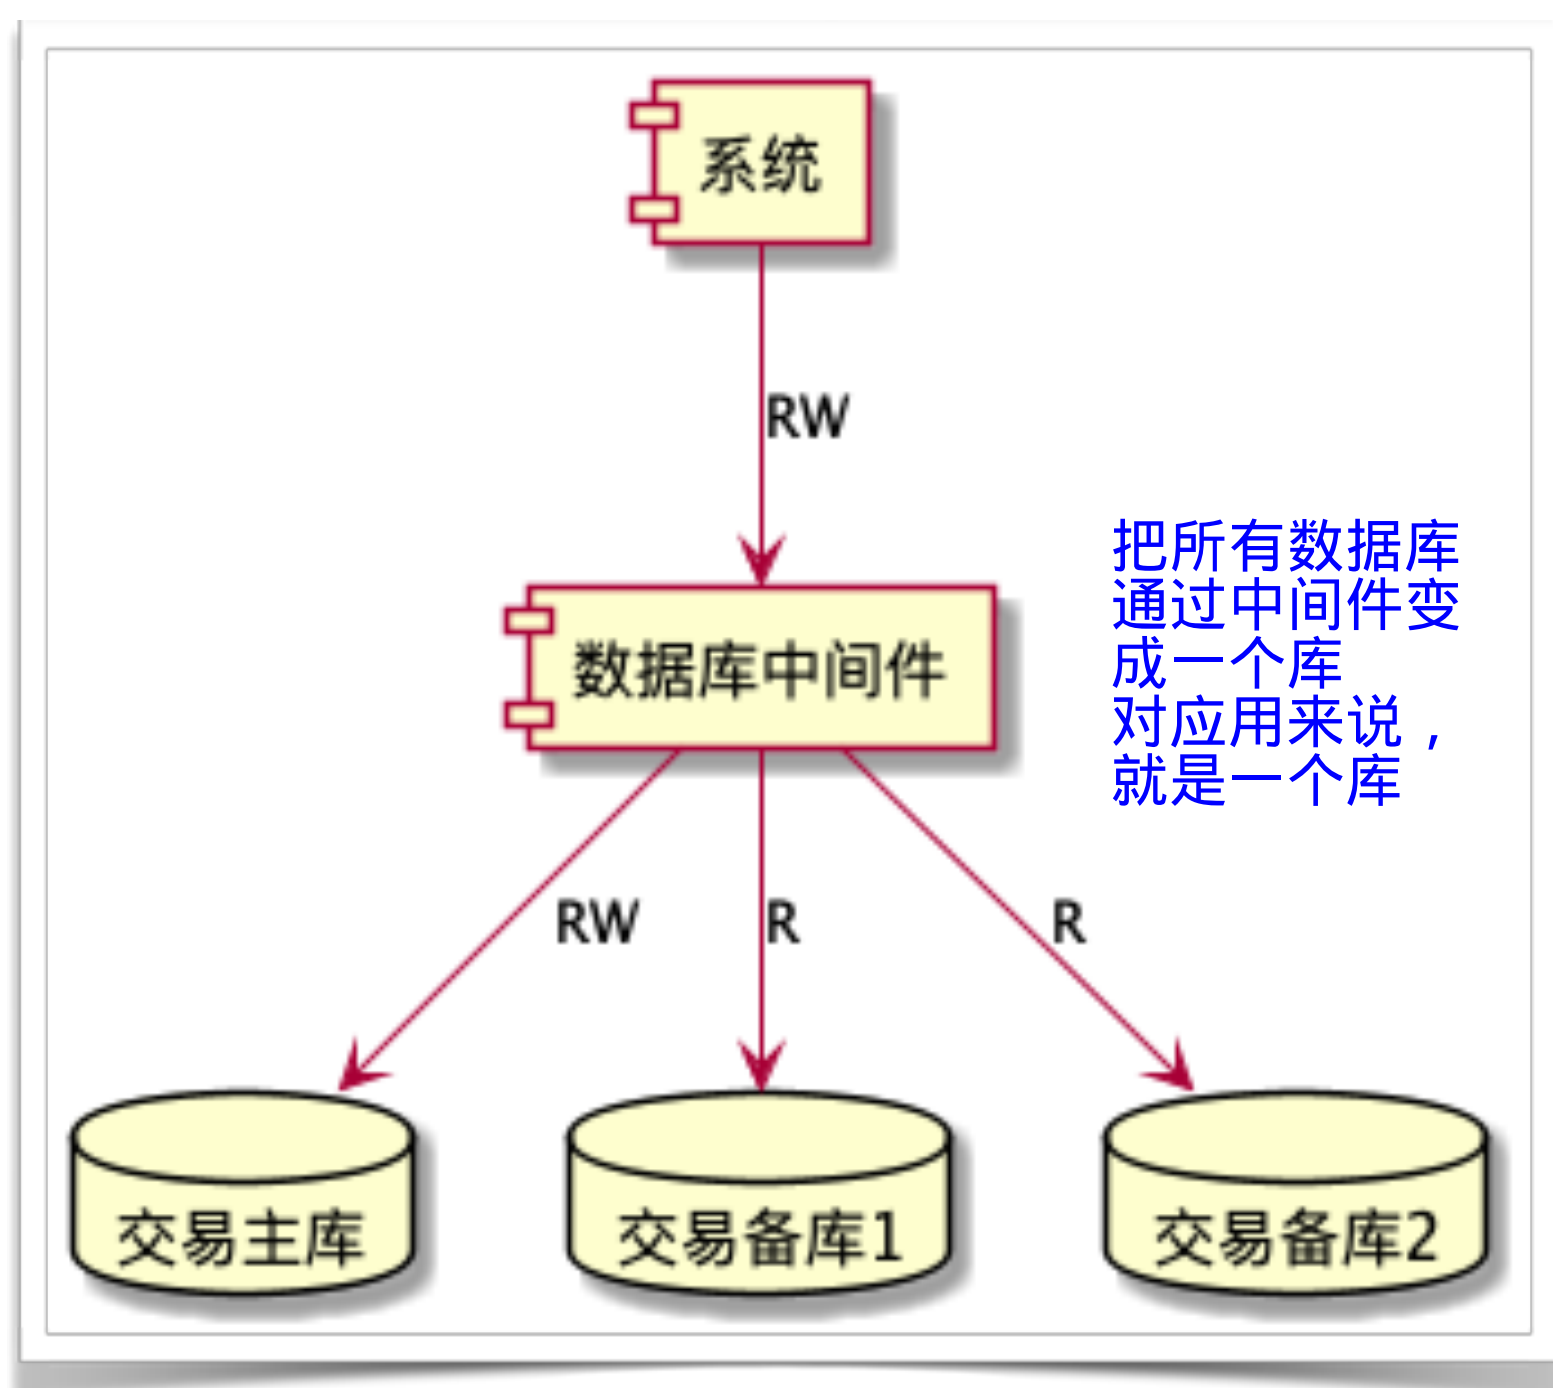 系统
RW
数据库中间件
把所有数据库
通过中间件变
成一个库
对应用来说，
就是一个库
RW
R
R
交易主库
交易备库1
交易备库2